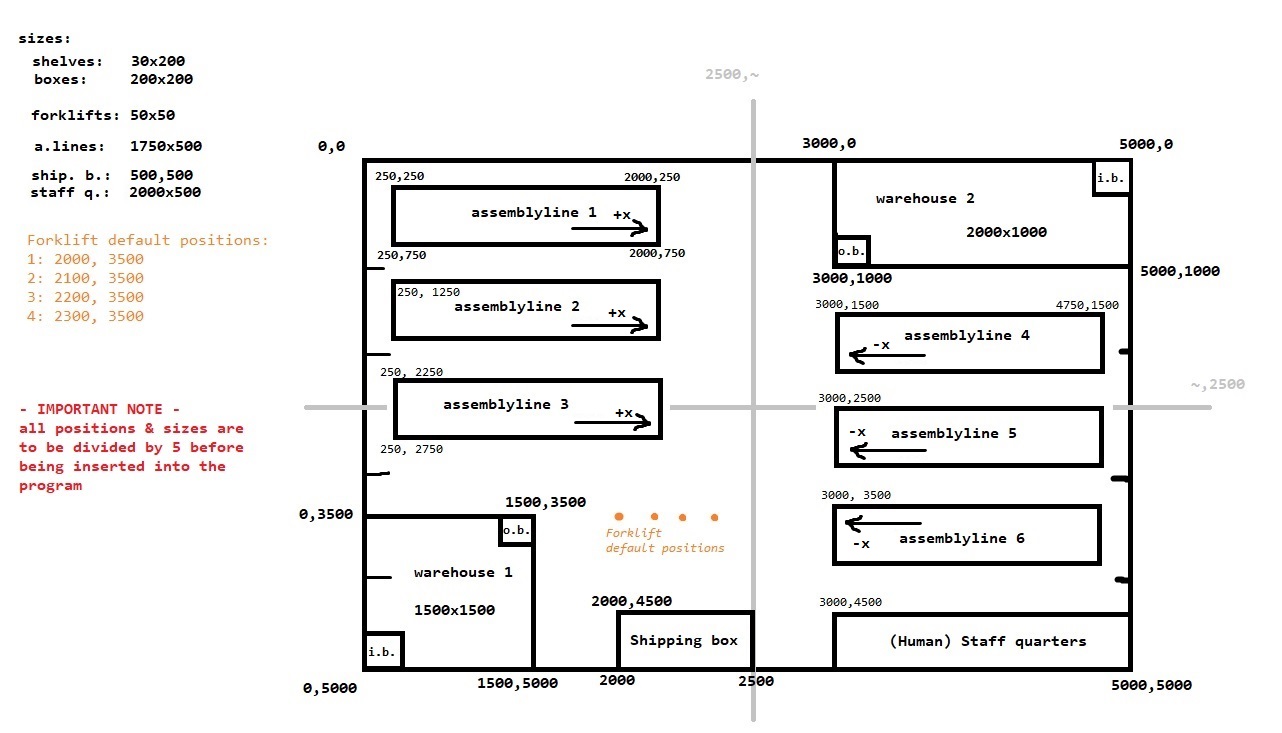 sizes:
shelves: 30x200
boxes: 200x200
forklifts: 50x50
a.lines: 1750x500
ship. b.: 500,500
staff q.: 2000x500
Forklift default positions:
1: 2000, 3500
2: 2100, 3500
3: 2200, 3500
4: 2300, 3500
- IMPORTANT NOTE -
all positions & sizes are
to be divided by 5 before
being inserted into the
program
2500,~
0,0
3000,0
5000,0
250,250
2000,250
assemblyline 1
+x
250,750
2000,750
warehouse 2
i.b.
2000x1000
o.b.
3000,1000
5000,1000
250, 1250
assemblyline 2
+x
3000,1500
4750,1500
assemblyline 4
-x
250, 2250
assemblyline 3
+x
250, 2750
~,2500
3000,2500
-x
assemblyline 5
3000, 3500
assemblyline 6
-x
0,3500
1500,3500
o.b.
warehouse 1
1500x1500
i.b.
0,5000
1500,5000
Forklift
default positions
2000,4500
Shipping box
2000
2500
3000,4500
(Human) Staff quarters
5000,5000